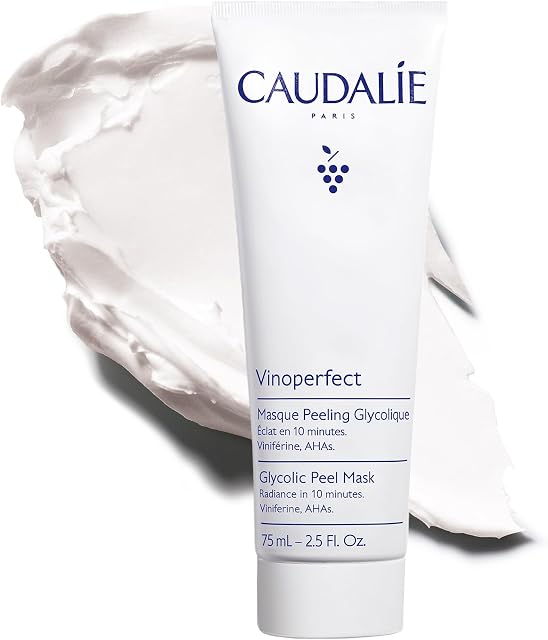 CAUDALÍE
PARIS
Vinoperfect
Masque Peeling Glycolique
Éclat en 10 minutes.
Viniférine, AHAs.
Glycolic Peel Mask
Radiance in 10 minutes.
Viniferine, AHAs.
75 mL – 2.5 Fl. Oz.